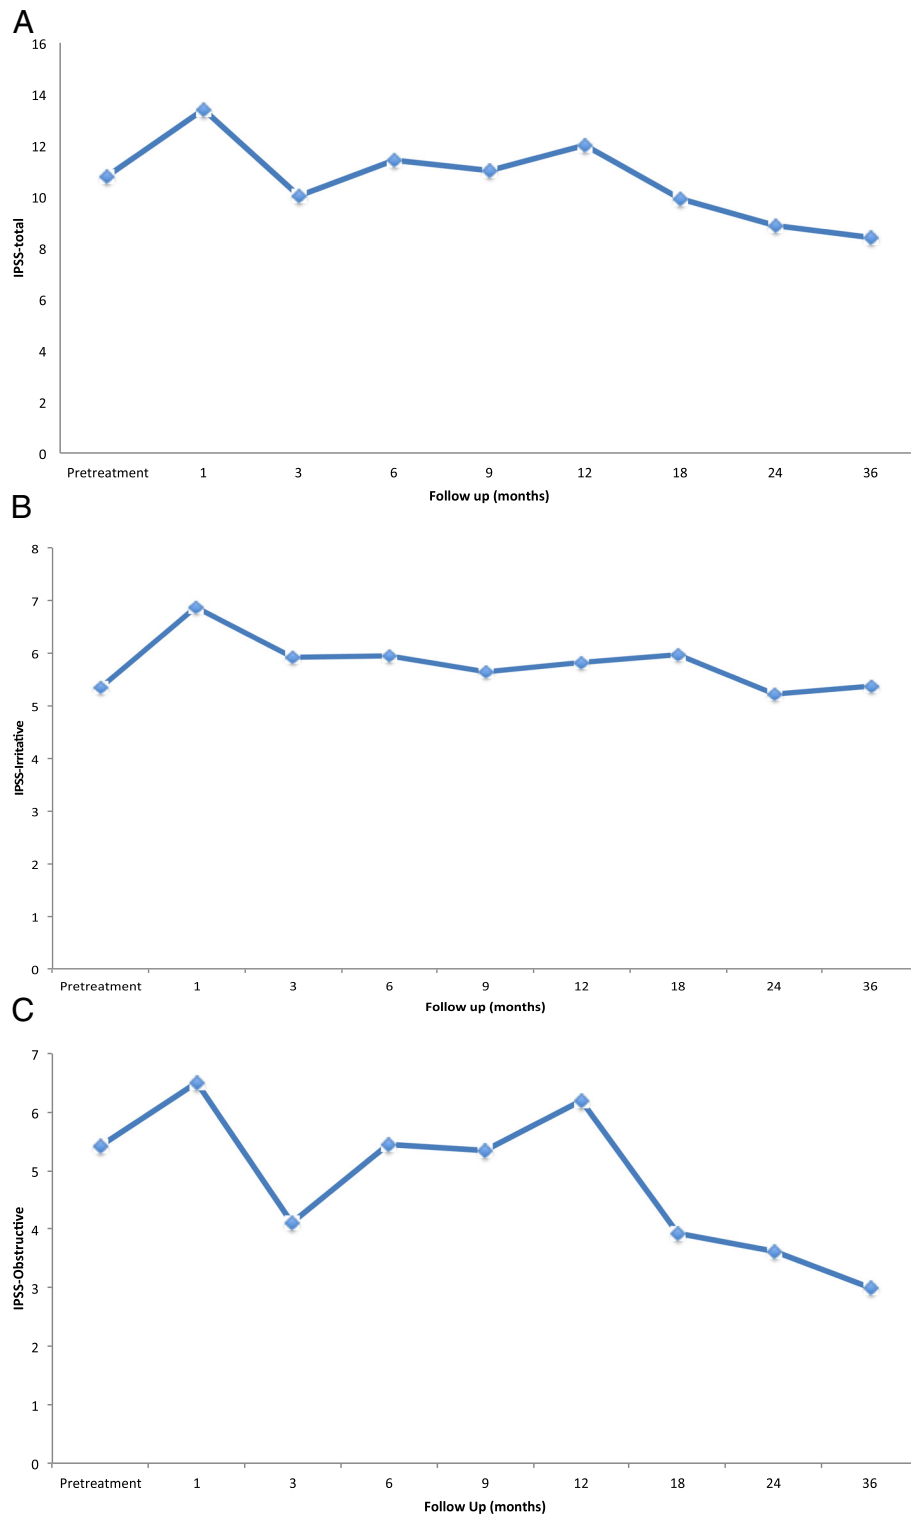 A
16
14
12
10
8
6
4
2
0
IPSS-total
Pretreatment 1 3 6 9 12 18 24 36
Follow up (months)
B
8
7
6
5
4
3
2
1
0
IPSS-Irritative
Pretreatment 1 3 6 9 12 18 24 36
Follow up (months)
C
7
6
5
4
3
2
1
0
IPSS-Obstructive
Pretreatment 1 3 6 9 12 18 24 36
Follow Up (months)